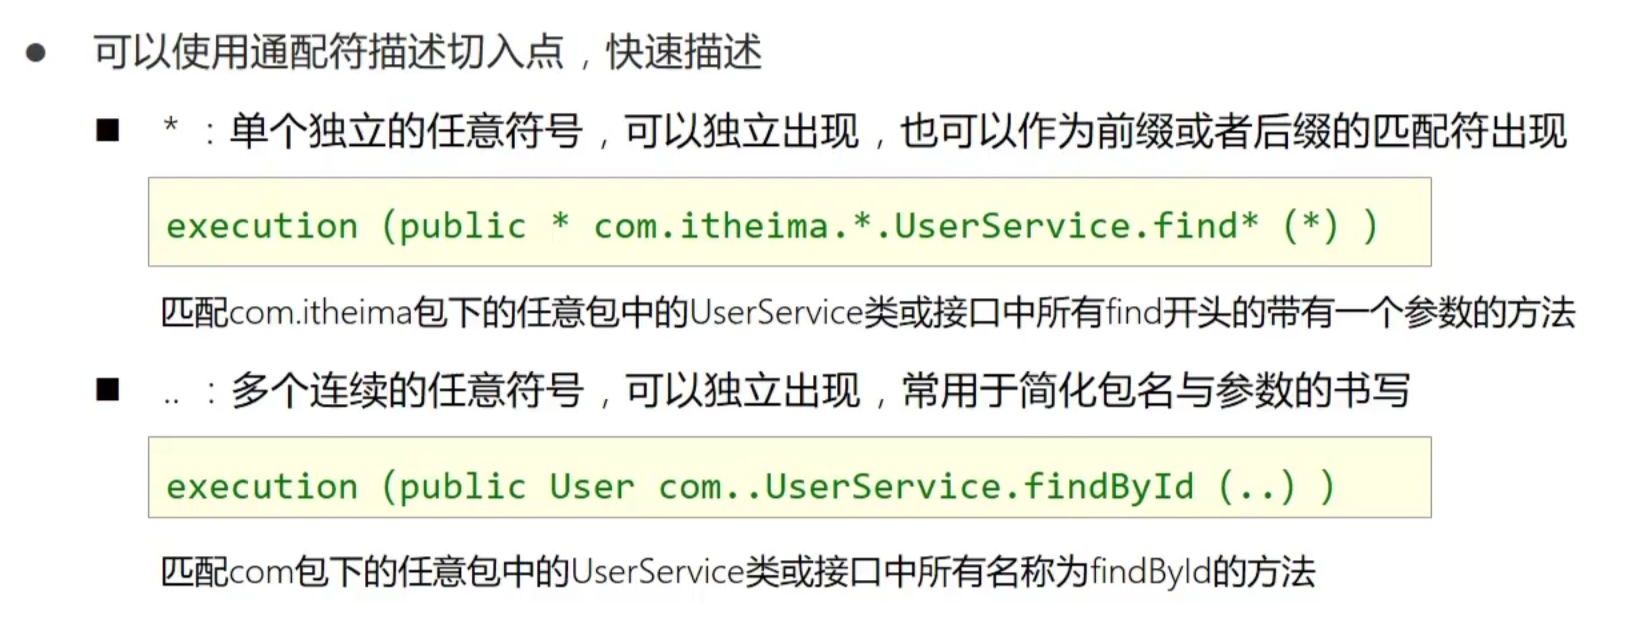 ● 可以使用通配符描述切入点，快速描述
■ * ：单个独立的任意符号，可以独立出现，也可以作为前缀或者后缀的匹配符出现
execution (public * com.itheima.*.UserService.find* (*) )
匹配com.itheima包下的任意包中的UserService类或接口中所有find开头的带有一个参数的方法
■ .. ：多个连续的任意符号，可以独立出现，常用于简化包名与参数的书写
execution (public User com..UserService.findById (..) )
匹配com包下的任意包中的UserService类或接口中所有名称为findById的方法